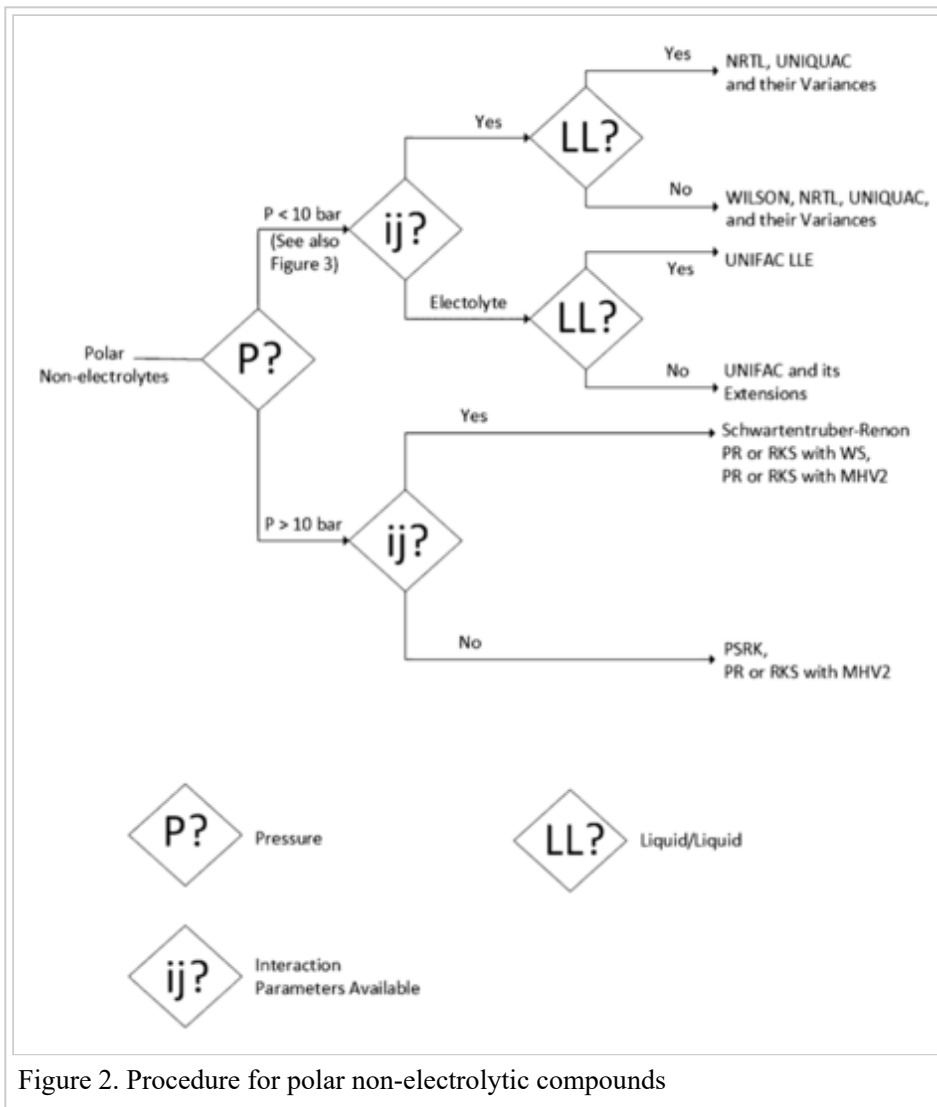 Yes
NRTL, UNIQUAC
and their Variances
Yes
LL?
No
WILSON, NRTL, UNIQUAC,
and their Variances
P < 10 bar
(See also
Figure 3)
ij?
UNIFAC LLE
Yes
Electolyte
LL?
Polar
Non-electrolytes
P?
No
UNIFAC and its
Extensions
Yes
Schwartentruber-Renon
PR or RKS with WS,
PR or RKS with MHV2
P > 10 bar
ij?
No
PSRK,
PR or RKS with MHV2
P?
Pressure
LL?
Liquid/Liquid
ij?
Interaction
Parameters Available
Figure 2. Procedure for polar non-electrolytic compounds